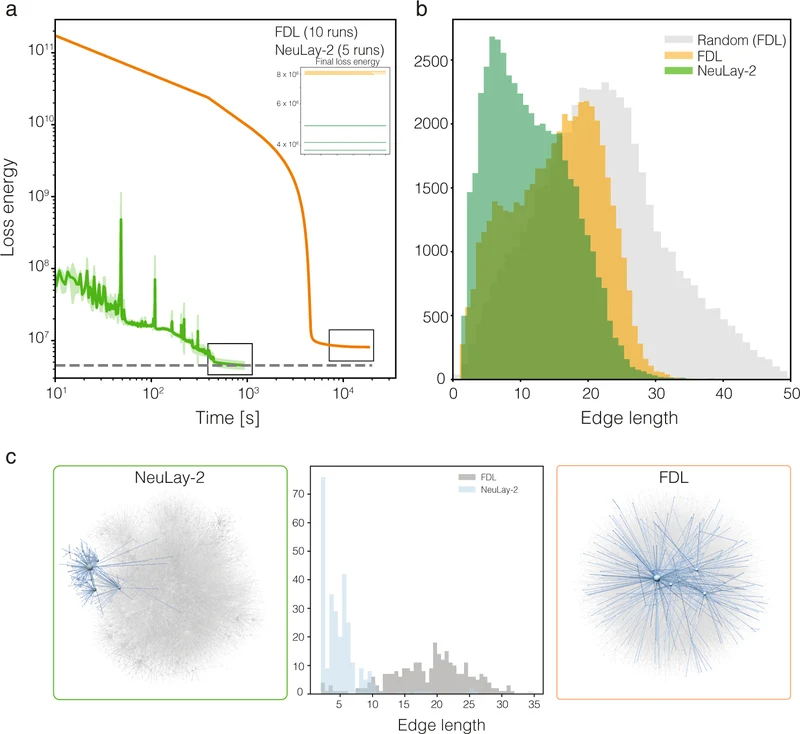 a
FDL (10 runs)
NeuLay-2 (5 runs)
Final loss energy
8 x 10⁶
6 x 10⁶
4 x 10⁶
10¹¹
10¹⁰
10⁹
10⁸
10⁷
Loss energy
10¹
10²
10³
10⁴
Time [s]
b
Random (FDL)
FDL
NeuLay-2
2500
2000
1500
1000
500
0
0
10
20
30
40
50
Edge length
c
NeuLay-2
FDL
NeuLay-2
70
60
50
40
30
20
10
0
5
10
15
20
25
30
35
Edge length
FDL